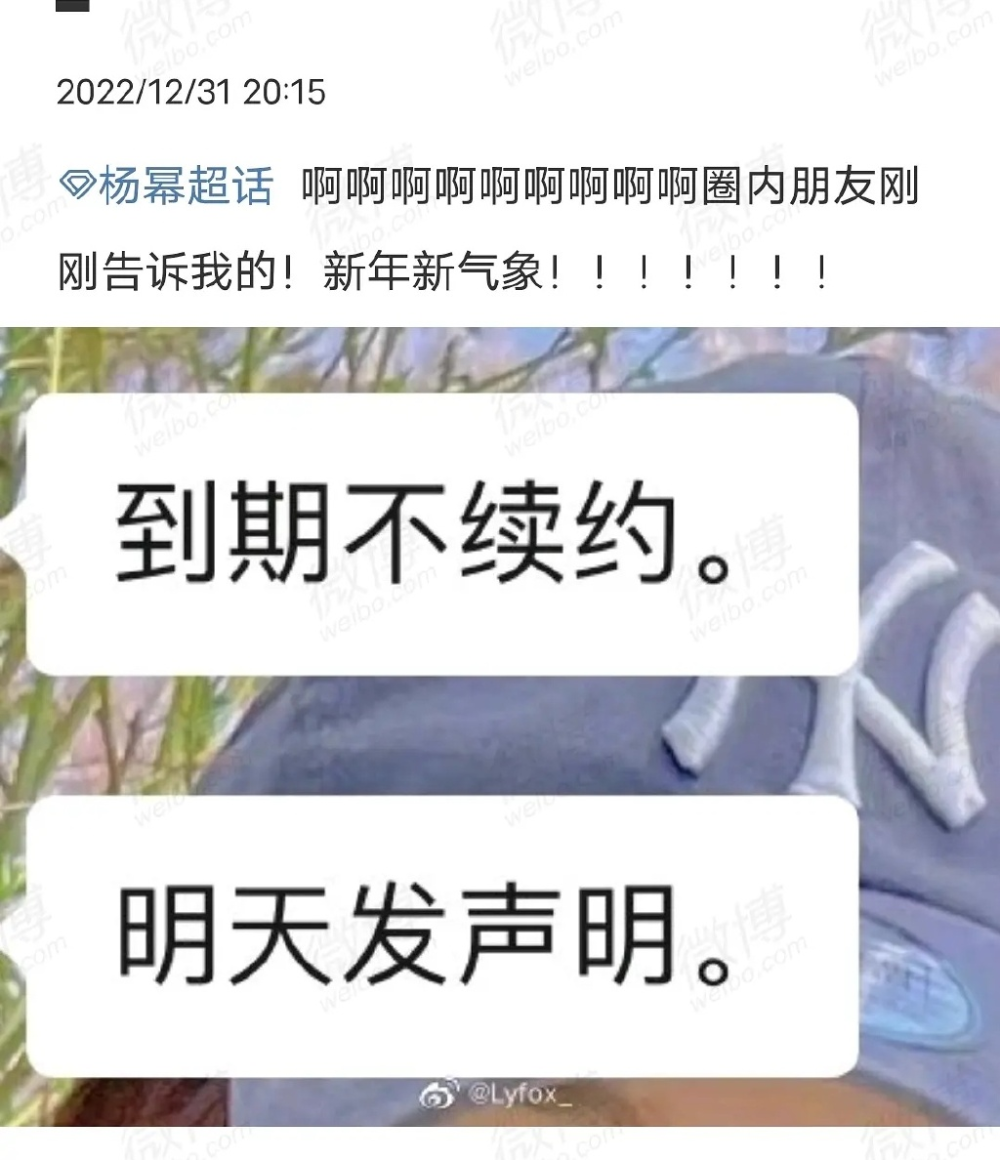 2022/12/31 20:15
杨幂超话 啊啊啊啊啊啊啊啊啊圈内朋友刚
刚告诉我的！新年新气象！！！！！！！
到期不续约。
明天发声明。
@Lyfox_
微博
weibo.com